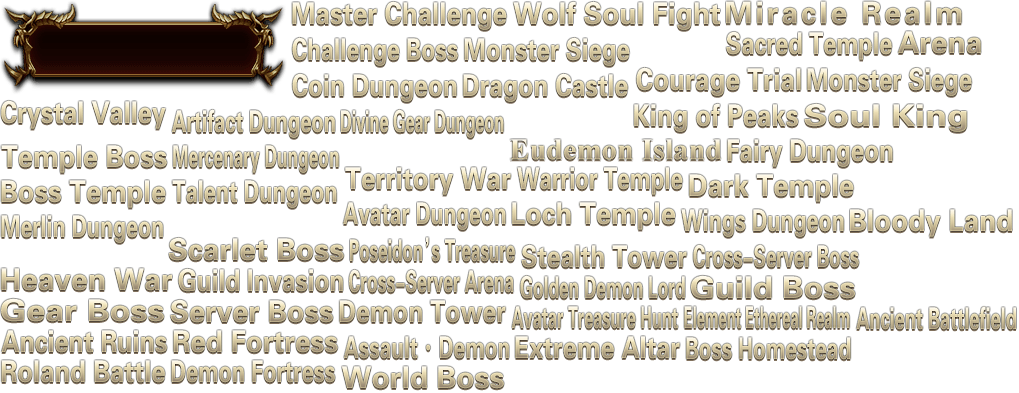 Master Challenge Wolf Soul Fight Miracle Realm
Challenge Boss Monster Siege Sacred Temple Arena
Coin Dungeon Dragon Castle Courage Trial Monster Siege
Crystal Valley Artifact Dungeon Divine Gear Dungeon King of Peaks Soul King
Temple Boss Mercenary Dungeon Eudemon Island Fairy Dungeon
Boss Temple Talent Dungeon Territory War Warrior Temple Dark Temple
Merlin Dungeon Avatar Dungeon Loch Temple Wings Dungeon Bloody Land
Scarlet Boss Poseidon's Treasure Stealth Tower Cross-Server Boss
Heaven War Guild Invasion Cross-Server Arena Golden Demon Lord Guild Boss
Gear Boss Server Boss Demon Tower Avatar Treasure Hunt Element Ethereal Realm Ancient Battlefield
Ancient Ruins Red Fortress Assault · Demon Extreme Altar Boss Homestead
Roland Battle Demon Fortress World Boss